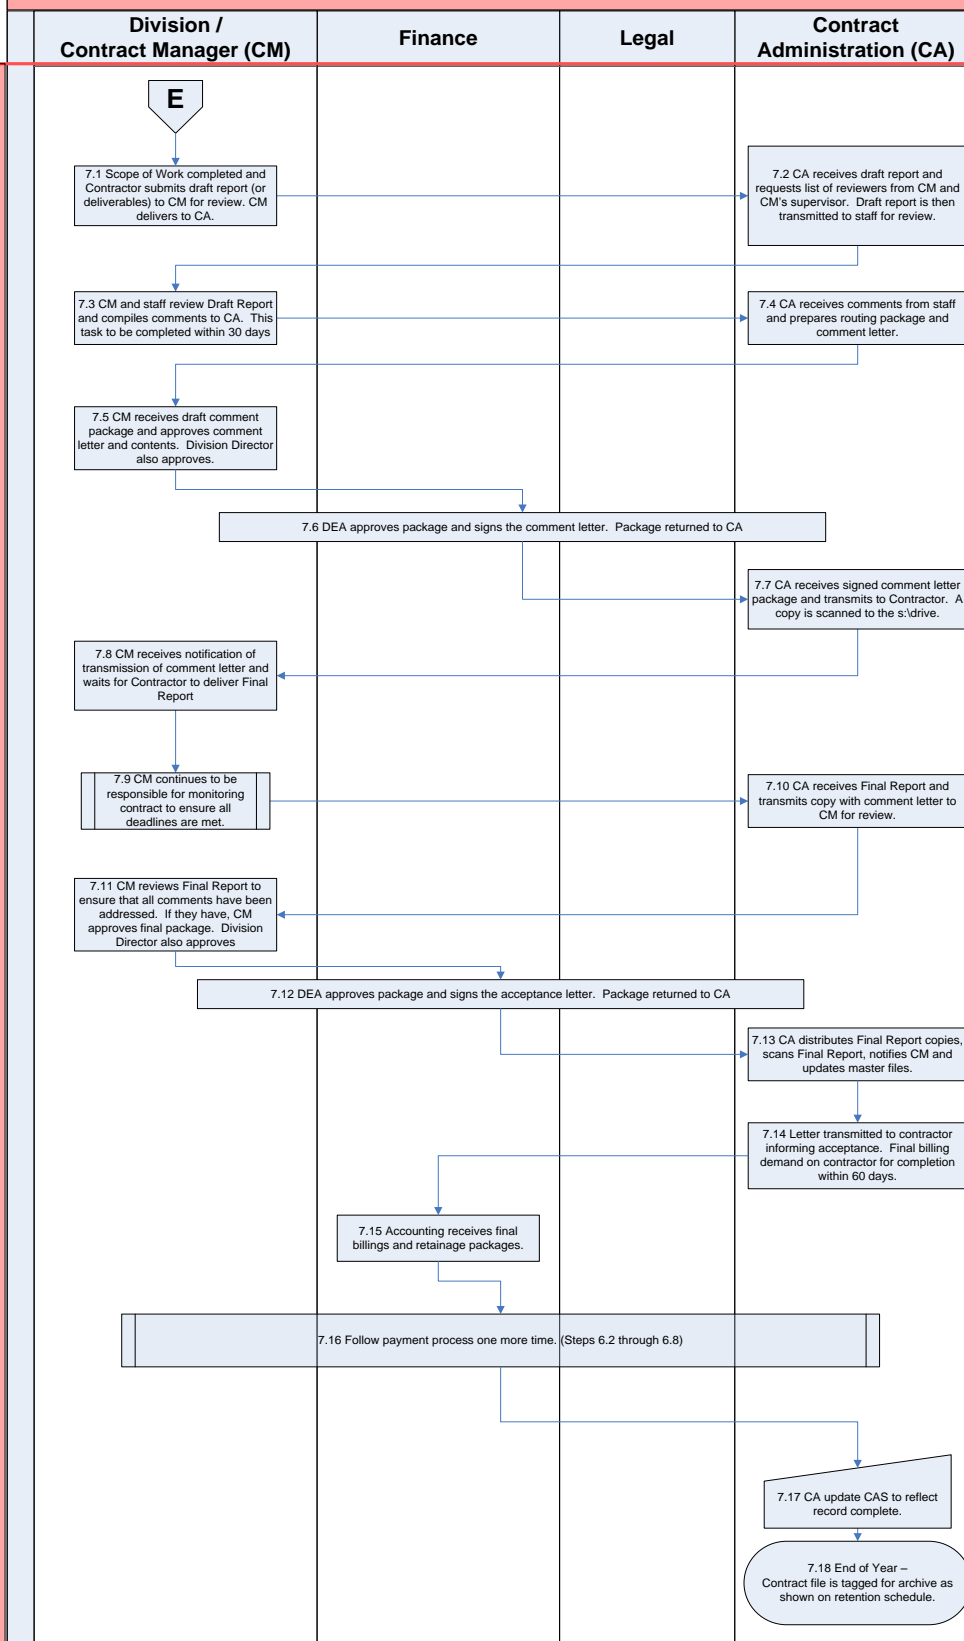 Division /
Contract Manager (CM)
Finance
Legal
Contract
Administration (CA)
E
7.1 Scope of Work completed and
Contractor submits draft report (or
deliverables) to CM for review. CM
delivers to CA.
7.2 CA receives draft report and
requests list of reviewers from CM and
CM's supervisor. Draft report is then
transmitted to staff for review.
7.3 CM and staff review Draft Report
and compiles comments to CA. This
task to be completed within 30 days
7.4 CA receives comments from staff
and prepares routing package and
comment letter.
7.5 CM receives draft comment
package and approves comment
letter and contents. Division Director
also approves.
7.6 DEA approves package and signs the comment letter. Package returned to CA
7.7 CA receives signed comment letter
package and transmits to Contractor. A
copy is scanned to the s:\drive.
7.8 CM receives notification of
transmission of comment letter and
waits for Contractor to deliver Final
Report
7.9 CM continues to be
responsible for monitoring
contract to ensure all
deadlines are met.
7.10 CA receives Final Report and
transmits copy with comment letter to
CM for review.
7.11 CM reviews Final Report to
ensure that all comments have been
addressed. If they have, CM
approves final package. Division
Director also approves
7.12 DEA approves package and signs the acceptance letter. Package returned to CA
7.13 CA distributes Final Report copies,
scans Final Report, notifies CM and
updates master files.
7.14 Letter transmitted to contractor
informing acceptance. Final billing
demand on contractor for completion
within 60 days.
7.15 Accounting receives final
billings and retainage packages.
7.16 Follow payment process one more time. (Steps 6.2 through 6.8)
7.17 CA update CAS to reflect
record complete.
7.18 End of Year –
Contract file is tagged for archive as
shown on retention schedule.